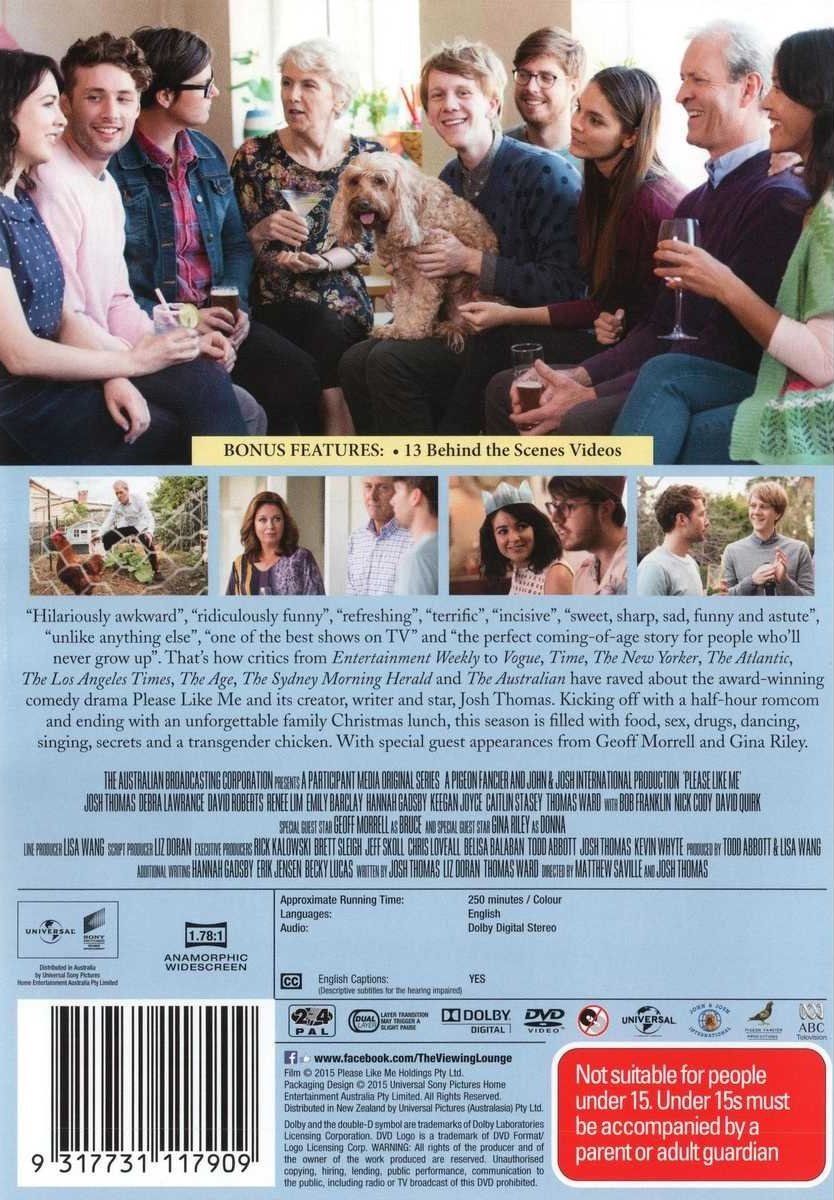 BONUS FEATURES: • 13 Behind the Scenes Videos
“Hilariously awkward”, “ridiculously funny”, “refreshing”, “terrific”, “incisive”, “sweet, sharp, sad, funny and astute”,
“unlike anything else”, “one of the best shows on TV” and “the perfect coming-of-age story for people who’ll
never grow up”. That’s how critics from Entertainment Weekly to Vogue, Time, The New Yorker, The Atlantic,
The Los Angeles Times, The Age, The Sydney Morning Herald and The Australian have raved about the award-winning
comedy drama Please Like Me and its creator, writer and star, Josh Thomas. Kicking off with a half-hour romcom
and ending with an unforgettable family Christmas lunch, this season is filled with food, sex, drugs, dancing,
singing, secrets and a transgender chicken. With special guest appearances from Geoff Morrell and Gina Riley.
THE AUSTRALIAN BROADCASTING CORPORATION PRESENTS A PARTICIPANT MEDIA ORIGINAL SERIES A PIGEON FANCIER AND JOHN & JOSH INTERNATIONAL PRODUCTION ‘PLEASE LIKE ME’
JOSH THOMAS DEBRA LAWRANCE DAVID ROBERTS RENEE LIM EMILY BARCLAY HANNAH GADSBY KEEGAN JOYCE CAITLIN STASEY THOMAS WARD WITH BOB FRANKLIN NICK CODY DAVID QUIRK
SPECIAL GUEST STAR GEOFF MORRELL AS BRUCE AND SPECIAL GUEST STAR GINA RILEY AS DONNA
LINE PRODUCER LISA WANG SCRIPT PRODUCER LIZ DORAN EXECUTIVE PRODUCERS RICK KALOWSKI BRETT SLEIGH JEFF SKOLL CHRIS LOVEALL BELISA BALABAN TODD ABBOTT JOSH THOMAS KEVIN WHYTE PRODUCED BY TODD ABBOTT & LISA WANG
ADDITIONAL WRITING HANNAH GADSBY ERIK JENSEN BECKY LUCAS WRITTEN BY JOSH THOMAS LIZ DORAN THOMAS WARD DIRECTED BY MATTHEW SAVILLE AND JOSH THOMAS
UNIVERSAL
SONY
Distributed in Australia
by Universal Sony Pictures
Home Entertainment Australia Pty Limited
1.78:1
ANAMORPHIC
WIDESCREEN
Approximate Running Time: 250 minutes / Colour
Languages: English
Audio: Dolby Digital Stereo
CC English Captions: YES
(Descriptive subtitles for the hearing impaired)
2 4
PAL
DUAL LAYER LAYER TRANSITION MAY TRIGGER A SLIGHT PAUSE
DOLBY DIGITAL
DVD VIDEO
UNIVERSAL
JOHN & JOSH INTERNATIONAL
PIGEON FANCIER PRODUCTIONS
ABC Television
f www.facebook.com/TheViewingLounge
Film © 2015 Please Like Me Holdings Pty Ltd.
Packaging Design © 2015 Universal Sony Pictures Home
Entertainment Australia Pty Limited. All Rights Reserved.
Distributed in New Zealand by Universal Pictures (Australasia) Pty Ltd.
Dolby and the double-D symbol are trademarks of Dolby Laboratories
Licensing Corporation. DVD Logo is a trademark of DVD Format/
Logo Licensing Corp. WARNING: All rights of the producer and of
the owner of the work produced are reserved. Unauthorised
copying, hiring, lending, public performance, communication to
the public, including radio or TV broadcast of this DVD prohibited.
Not suitable for people
under 15. Under 15s must
be accompanied by a
parent or adult guardian
9 317731 117909